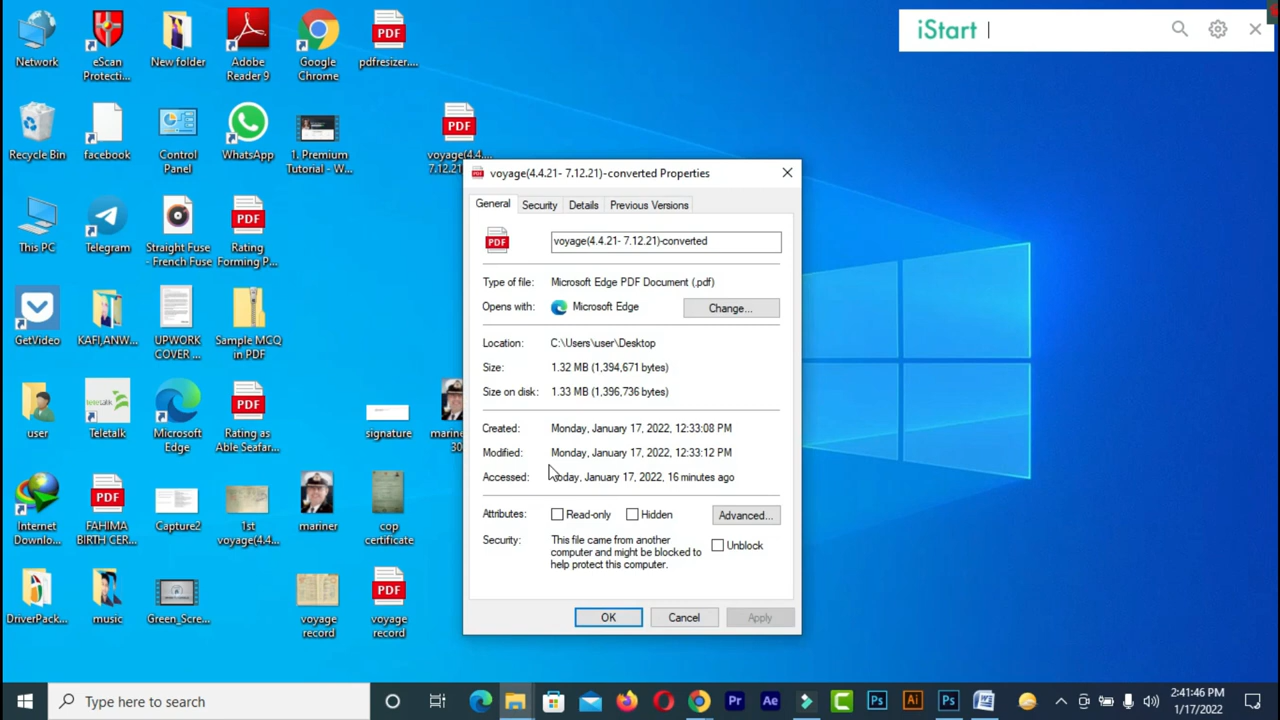 Network
eScan
Protecti...
New folder
Adobe
Reader 9
Google
Chrome
pdfresizer....
iStart
Recycle Bin
facebook
Control
Panel
WhatsApp
1. Premium
Tutorial - W...
PDF
voyage(4.4....
7.12.21)
This PC
Telegram
Straight Fuse
- French Fuse
PDF
Rating
Forming P...
GetVideo
KAFI,ANW...
UPWORK
COVER ...
Sample MCQ
in PDF
user
teletalk
Teletalk
Microsoft
Edge
PDF
Rating as
Able Seafar...
signature
marin
30
Internet
Downlo...
PDF
FAHIMA
BIRTH CER...
Capture2
1st
voyage(4.4...
mariner
cop
certificate
DriverPack...
music
Green_Scre...
voyage
record
PDF
voyage
record
PDF
voyage(4.4.21- 7.12.21)-converted Properties
General Security Details Previous Versions
PDF
voyage(4.4.21- 7.12.21)-converted
Type of file: Microsoft Edge PDF Document (.pdf)
Opens with: Microsoft Edge Change...
Location: C:\Users\user\Desktop
Size: 1.32 MB (1,394,671 bytes)
Size on disk: 1.33 MB (1,396,736 bytes)
Created: Monday, January 17, 2022, 12:33:08 PM
Modified: Monday, January 17, 2022, 12:33:12 PM
Accessed: Today, January 17, 2022, 16 minutes ago
Attributes: Read-only Hidden Advanced...
Security: This file came from another
computer and might be blocked to
help protect this computer.
Unblock
OK Cancel Apply
Type here to search
Pr Ae Ps Ai Ps
2:41:46 PM
1/17/2022